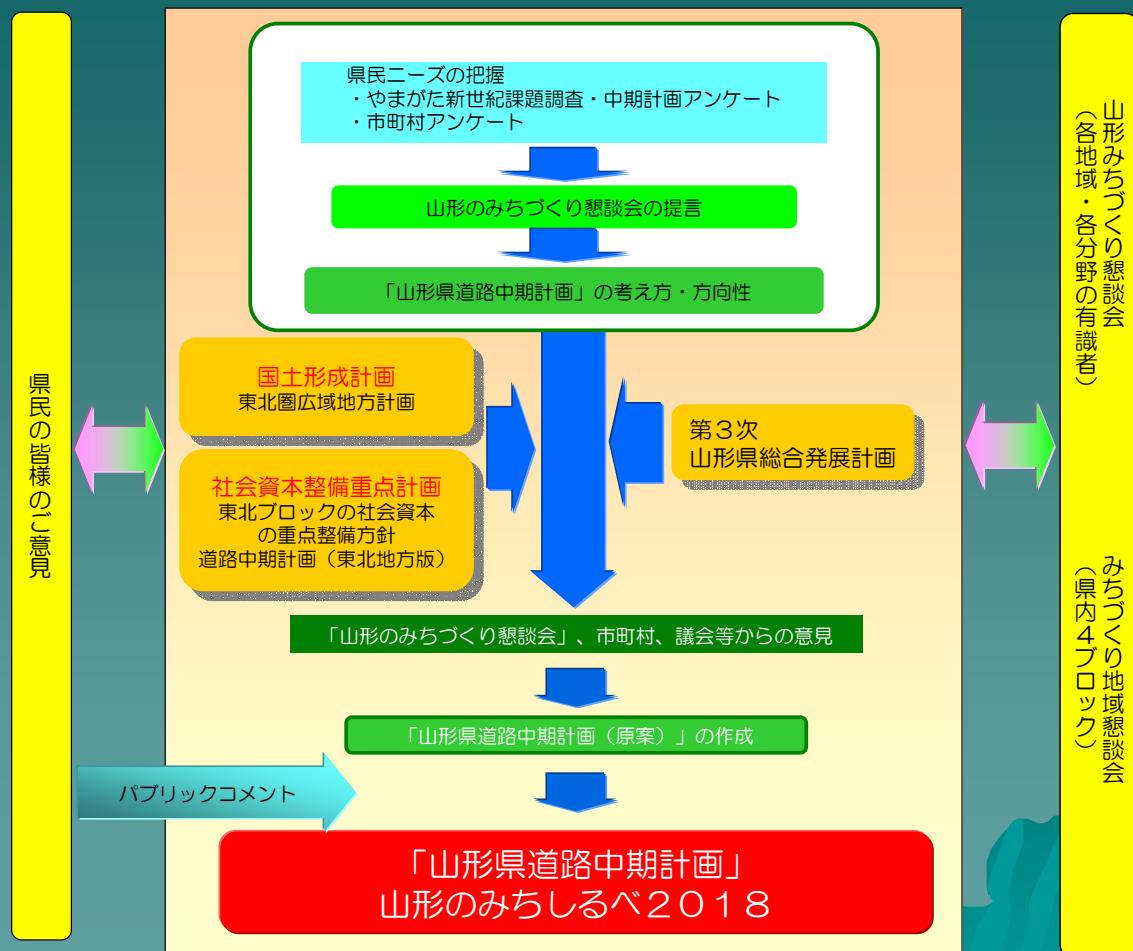 県民ニーズの把握
・やまがた新世紀課題調査・中期計画アンケート
・市町村アンケート
山形のみちづくり懇談会の提言
「山形県道路中期計画」の考え方・方向性
国土形成計画
東北圏広域地方計画
社会資本整備重点計画
東北ブロックの社会資本
の重点整備方針
道路中期計画（東北地方版）
第３次
山形県総合発展計画
「山形のみちづくり懇談会」、市町村、議会等からの意見
「山形県道路中期計画（原案）」の作成
パブリックコメント
「山形県道路中期計画」
山形のみちしるべ２０１８
県民の皆様のご意見
山形みちづくり懇談会
（各地域・各分野の有識者）
みちづくり地域懇談会
（県内４ブロック）